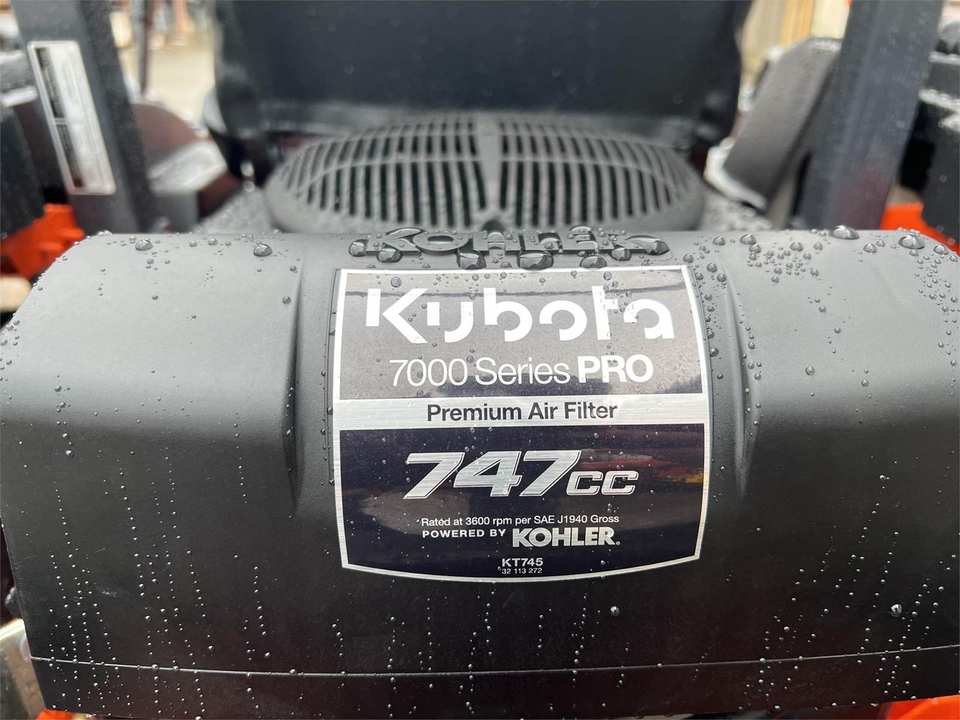 KOHLER
Kubota
7000 Series PRO
Premium Air Filter
747cc
Rated at 3600 rpm per SAE J1940 Gross
POWERED BY KOHLER®
KT745
32 113 272